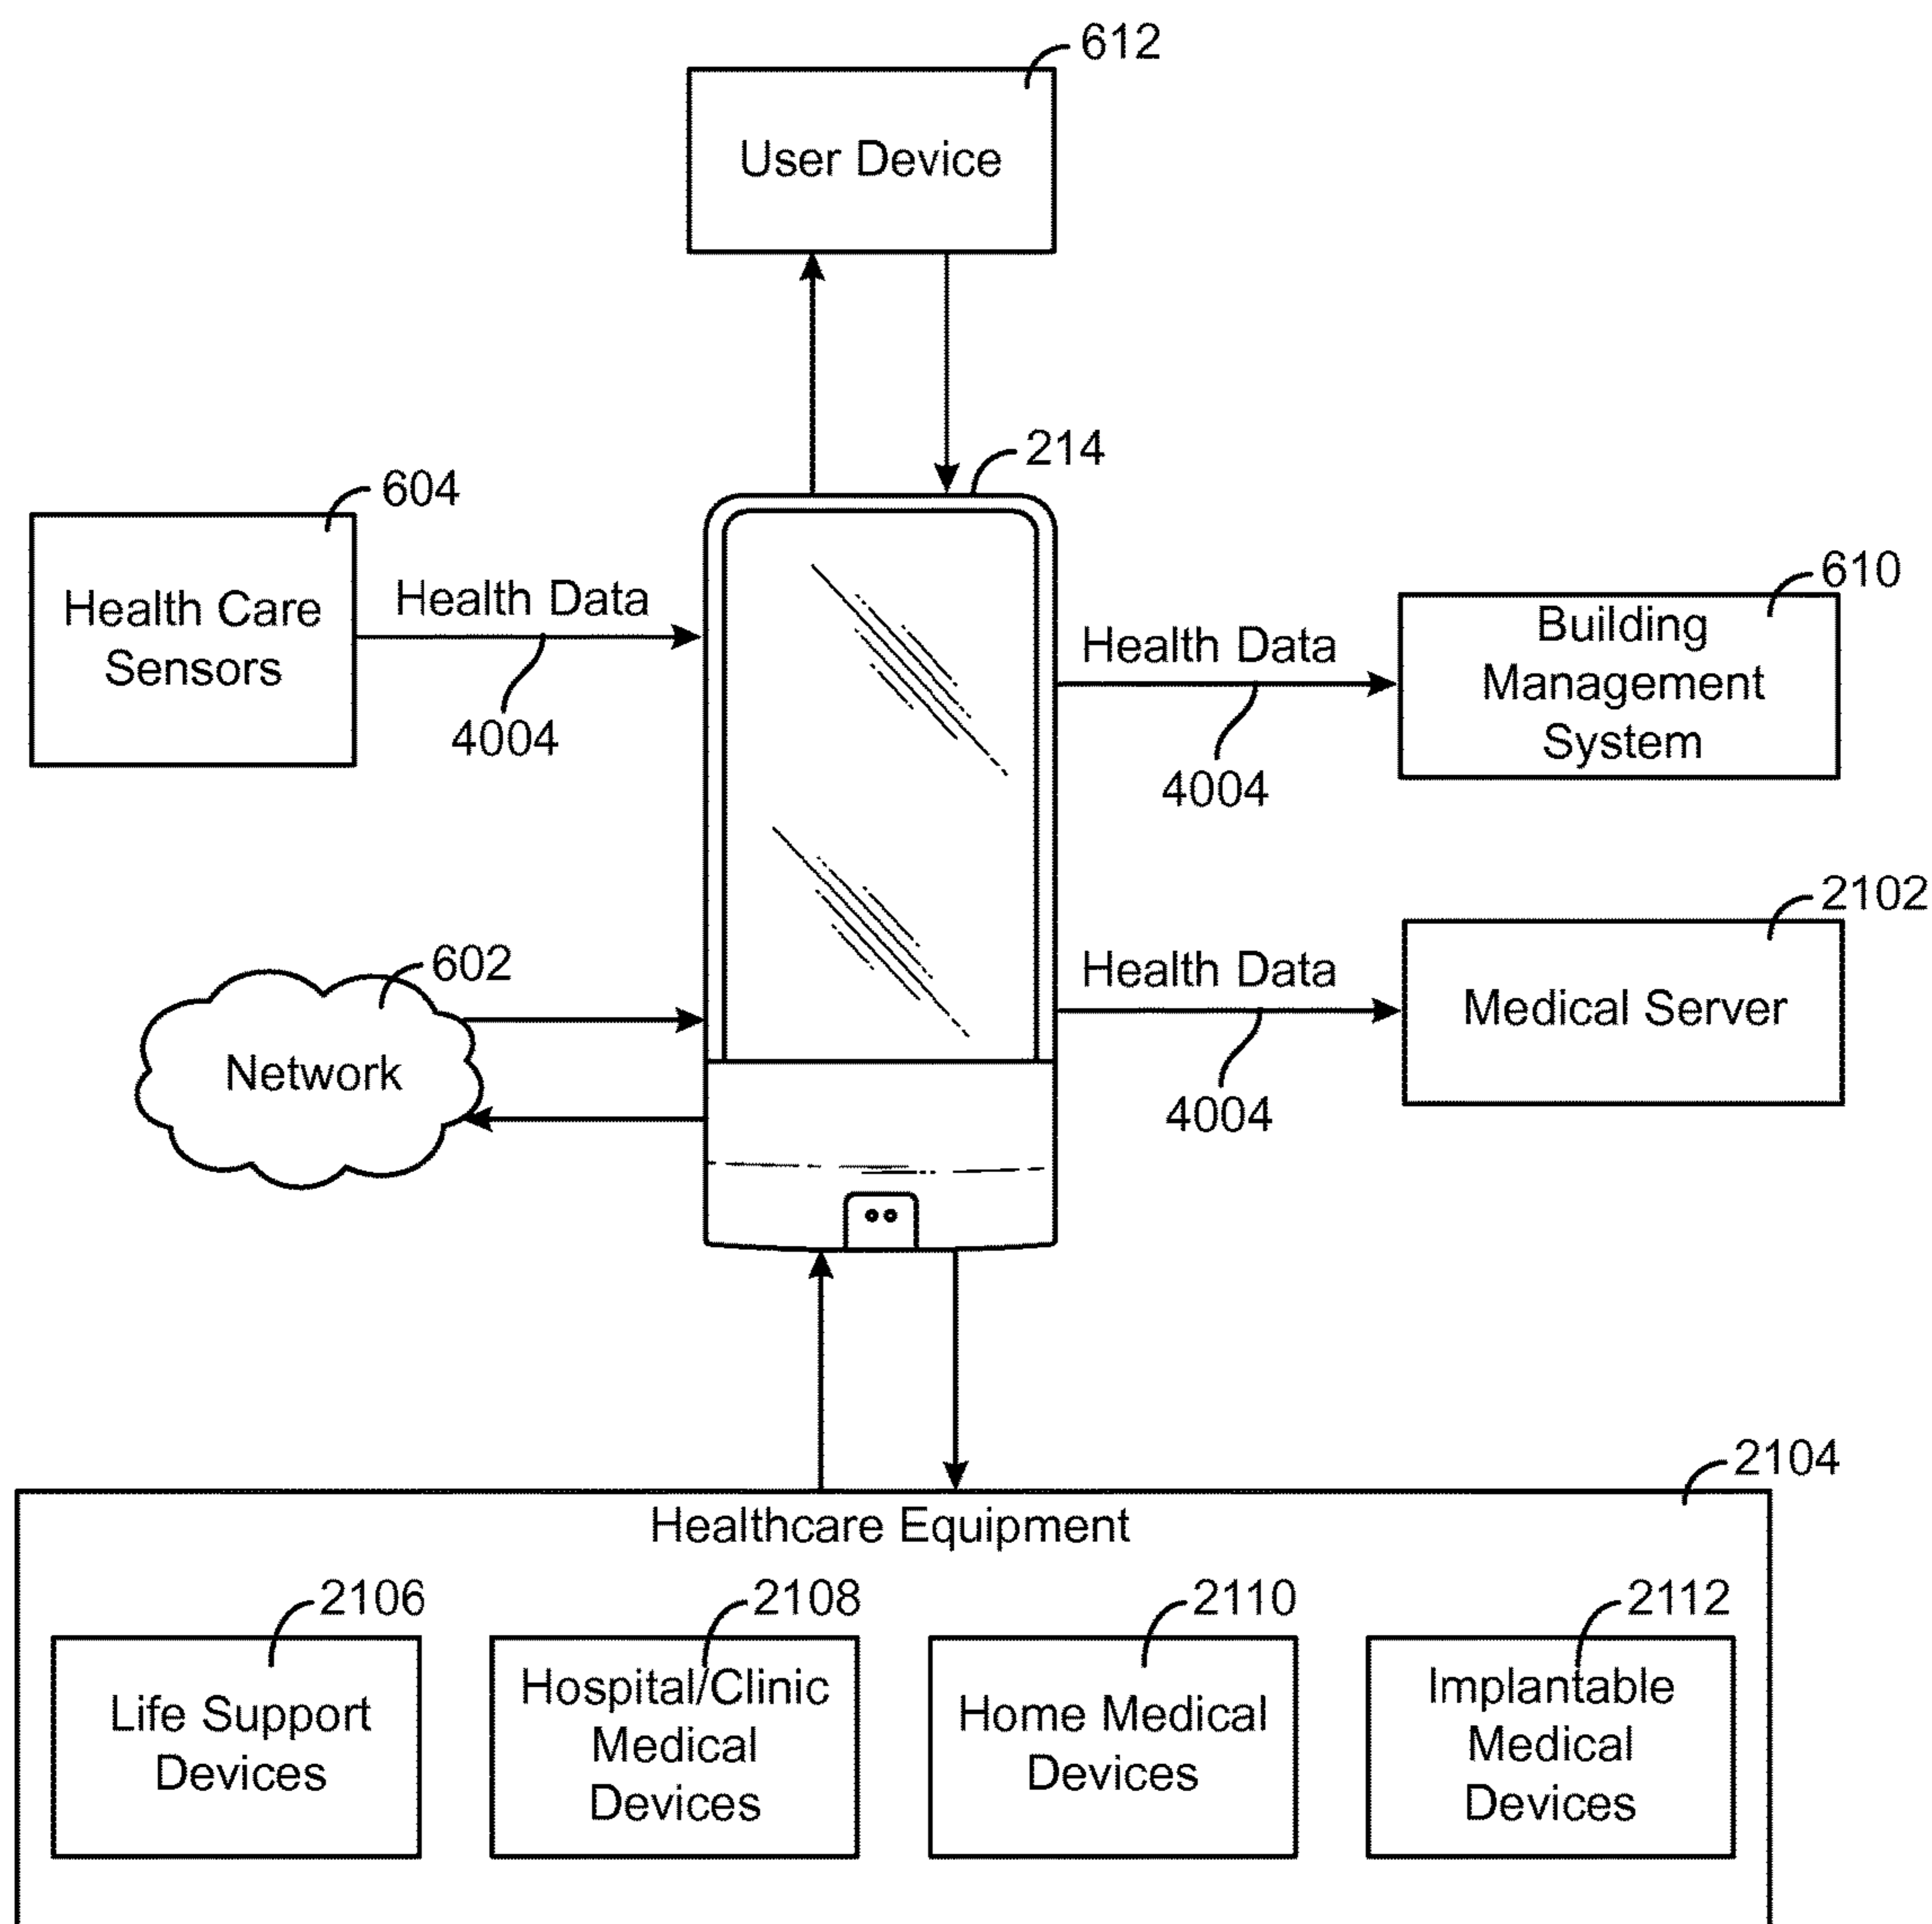 612
User Device
214
604
Health Care
Sensors
Health Data
4004
610
Building
Management
System
Health Data
4004
2102
Medical Server
Health Data
4004
602
Network
2104
Healthcare Equipment
2106
Life Support
Devices
2108
Hospital/Clinic
Medical
Devices
2110
Home Medical
Devices
2112
Implantable
Medical
Devices